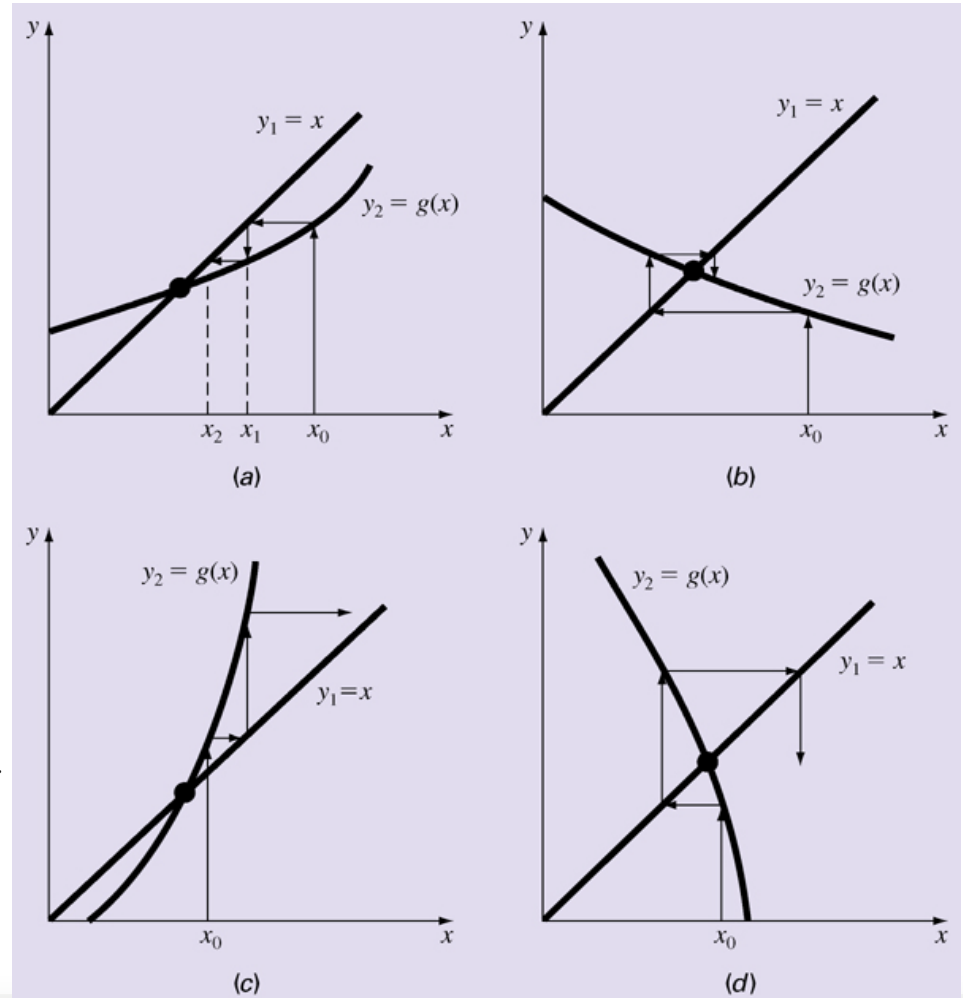 y
y₁ = x
y₂ = g(x)
x₂ x₁ x₀ x
(a)
y
y₁ = x
y₂ = g(x)
x₀ x
(b)
y
y₂ = g(x)
y₁=x
x₀ x
(c)
y
y₂ = g(x)
y₁ = x
x₀ x
(d)